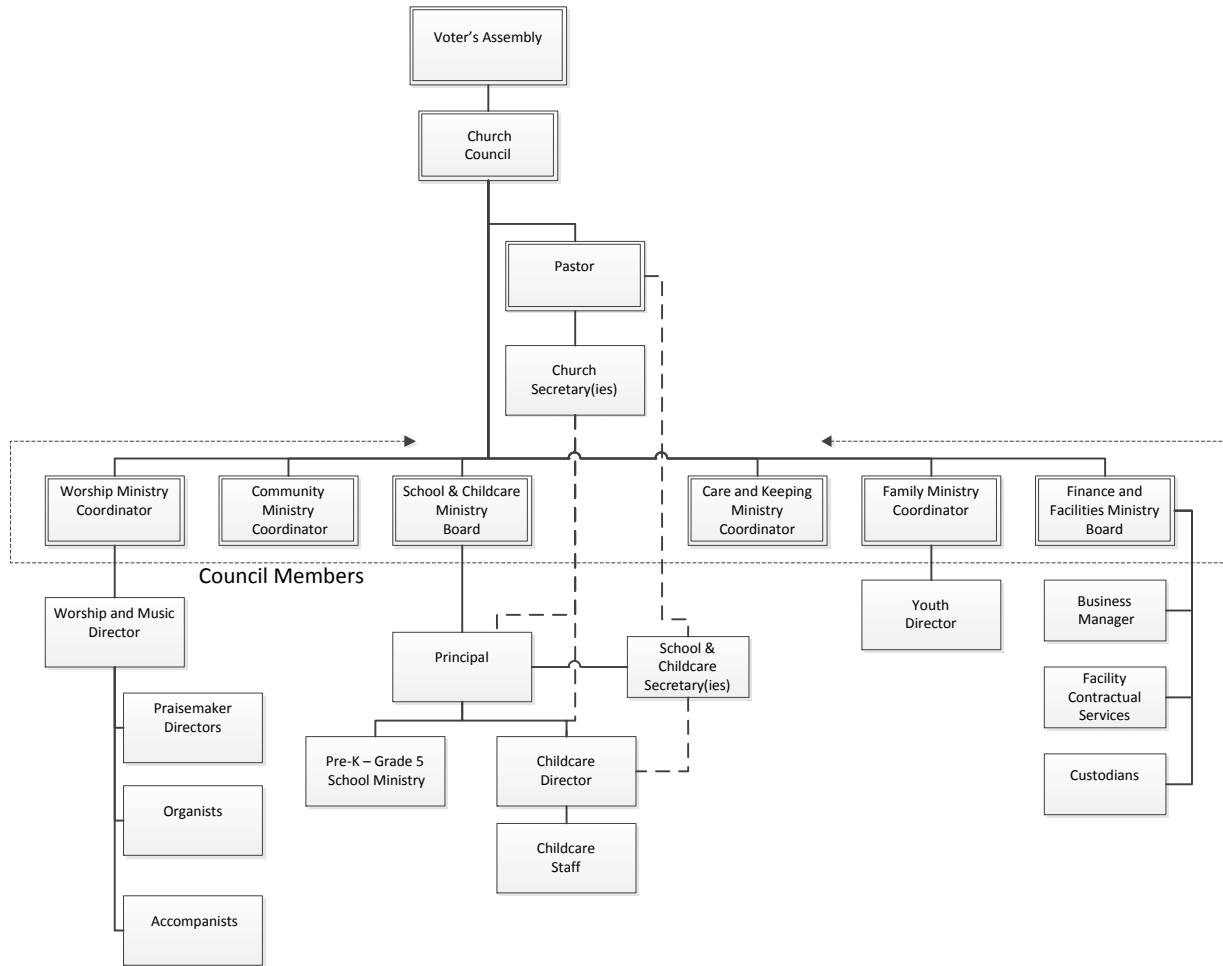 Voter's Assembly
Church
Council
Pastor
Church
Secretary(ies)
Worship Ministry
Coordinator
Community
Ministry
Coordinator
School & Childcare
Ministry
Board
Care and Keeping
Ministry
Coordinator
Family Ministry
Coordinator
Finance and
Facilities Ministry
Board
Council Members
Worship and Music
Director
Principal
School &
Childcare
Secretary(ies)
Youth
Director
Business
Manager
Praisemaker
Directors
Facility
Contractual
Services
Pre-K – Grade 5
School Ministry
Childcare
Director
Custodians
Organists
Childcare
Staff
Accompanists